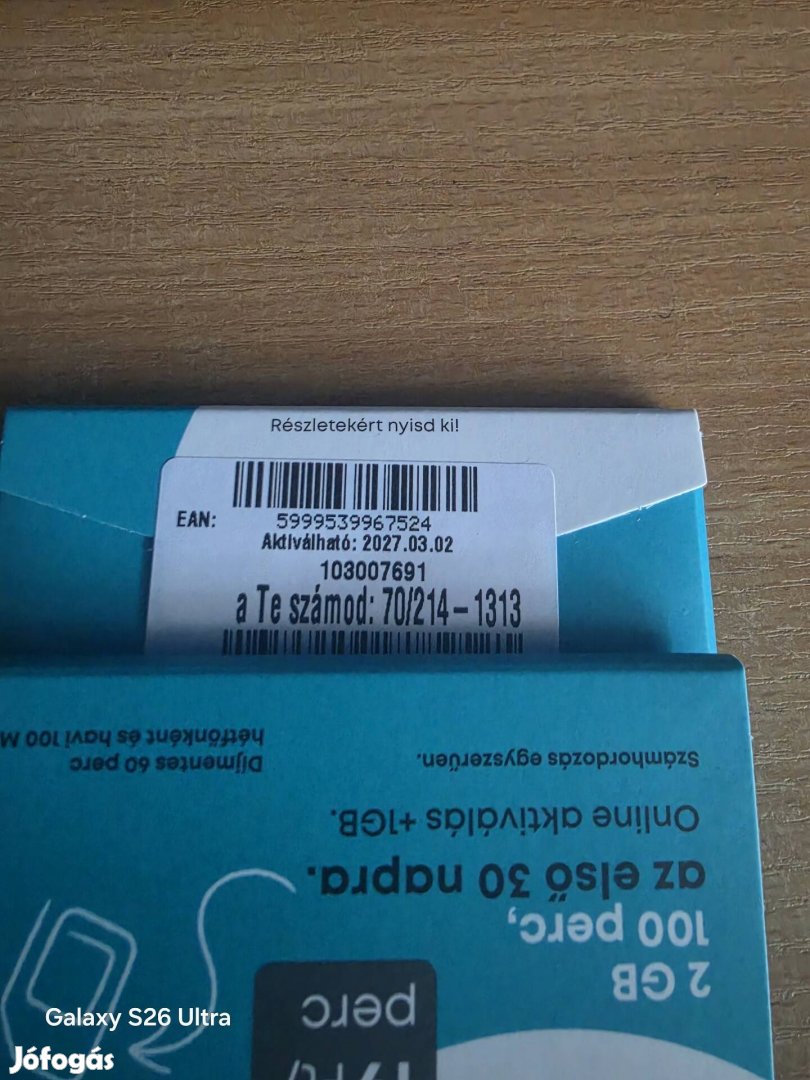 Részletekért nyisd ki!
EAN:
5999539967524
Aktiválható: 2027.03.02
103007691
a Te számod: 70/214-1313
Díjmentes 60 perc
hétfőnként és havi 100 M
Számhordozás egyszerűen.
Online aktiválás +1GB.
az első 30 napra.
100 perc,
2 GB
perc
Galaxy S26 Ultra
Jófogás